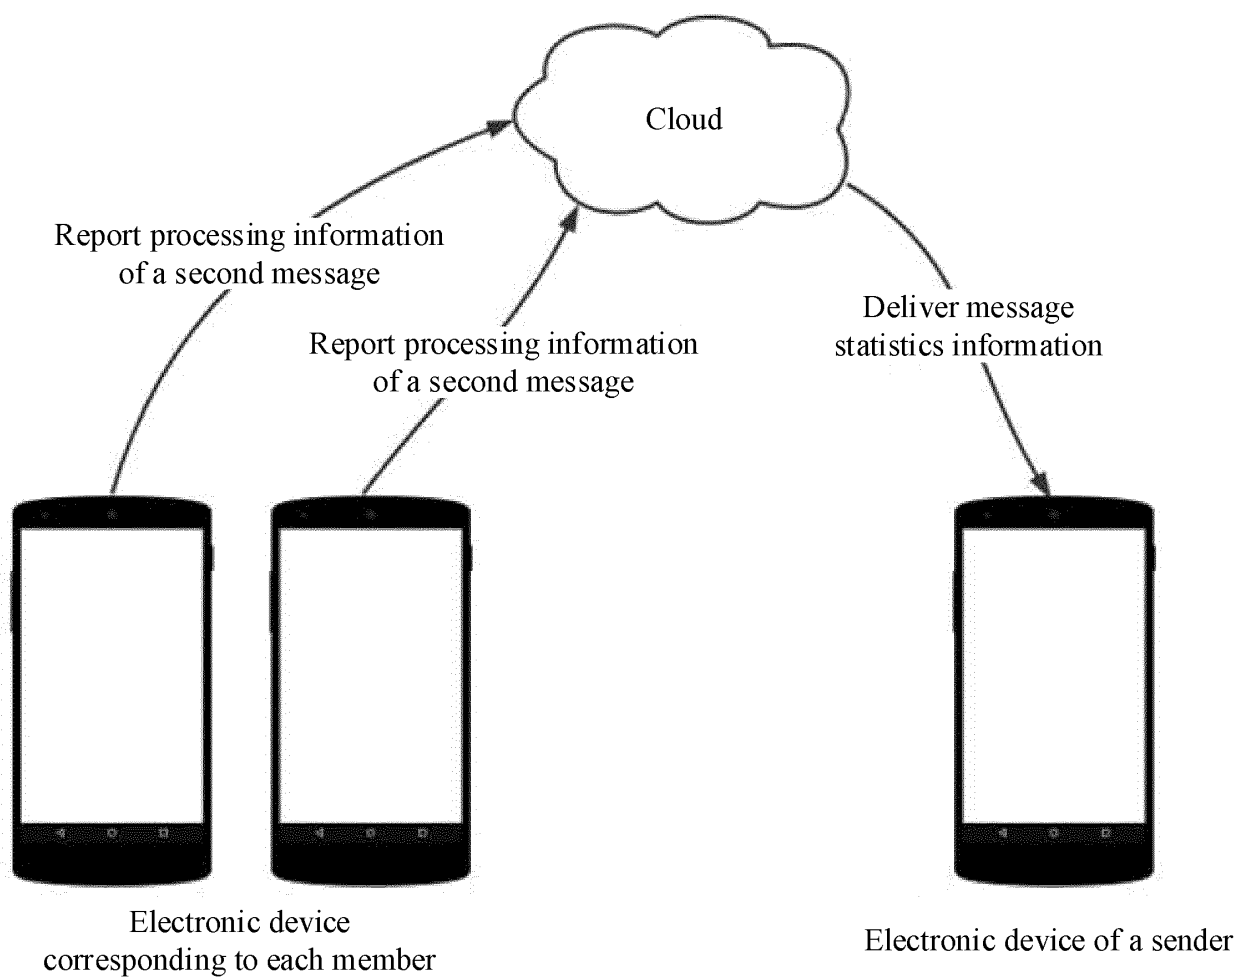 Cloud
Report processing information
of a second message
Report processing information
of a second message
Deliver message
statistics information
Electronic device
corresponding to each member
Electronic device of a sender